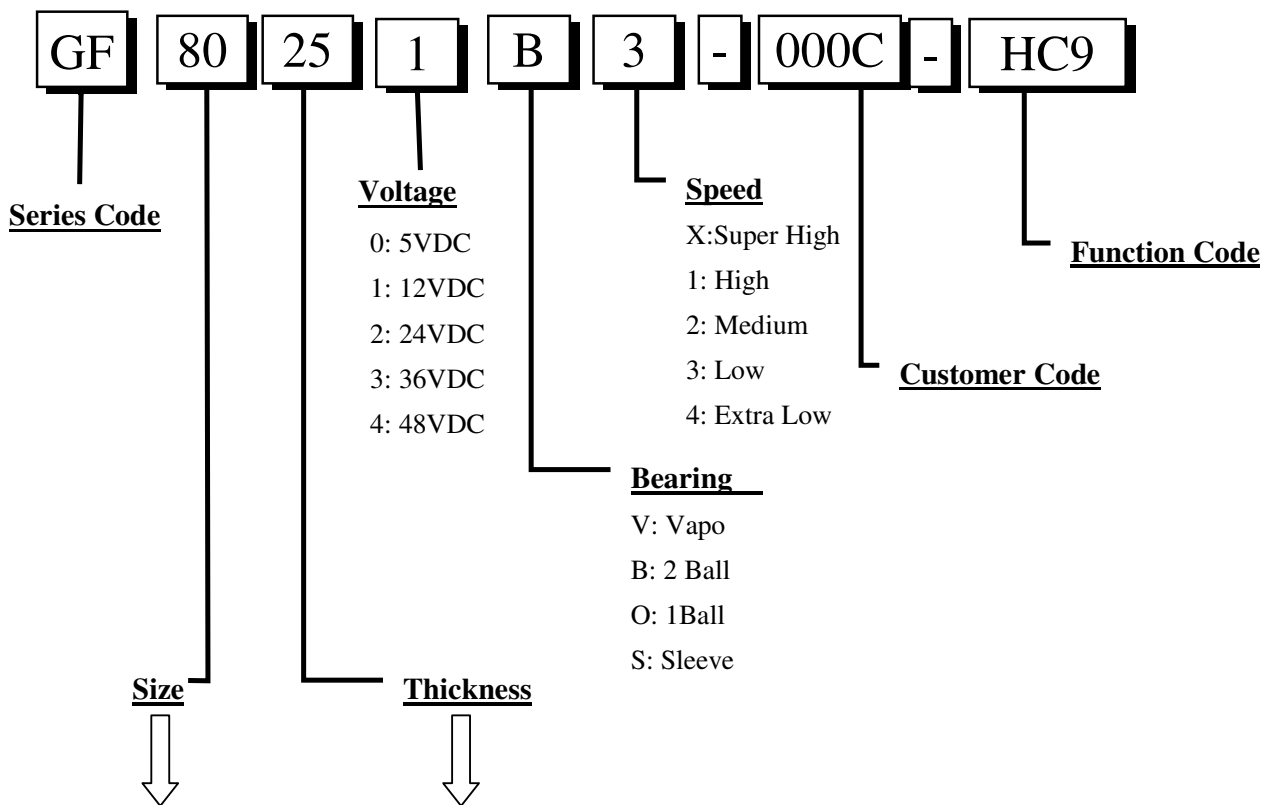 GF 80 25 1 B 3 - 000C - HC9
Series Code
Voltage
0: 5VDC
1: 12VDC
2: 24VDC
3: 36VDC
4: 48VDC
Speed
X:Super High
1: High
2: Medium
3: Low
4: Extra Low
Function Code
Customer Code
Bearing
V: Vapo
B: 2 Ball
O: 1Ball
S: Sleeve
Size
Thickness